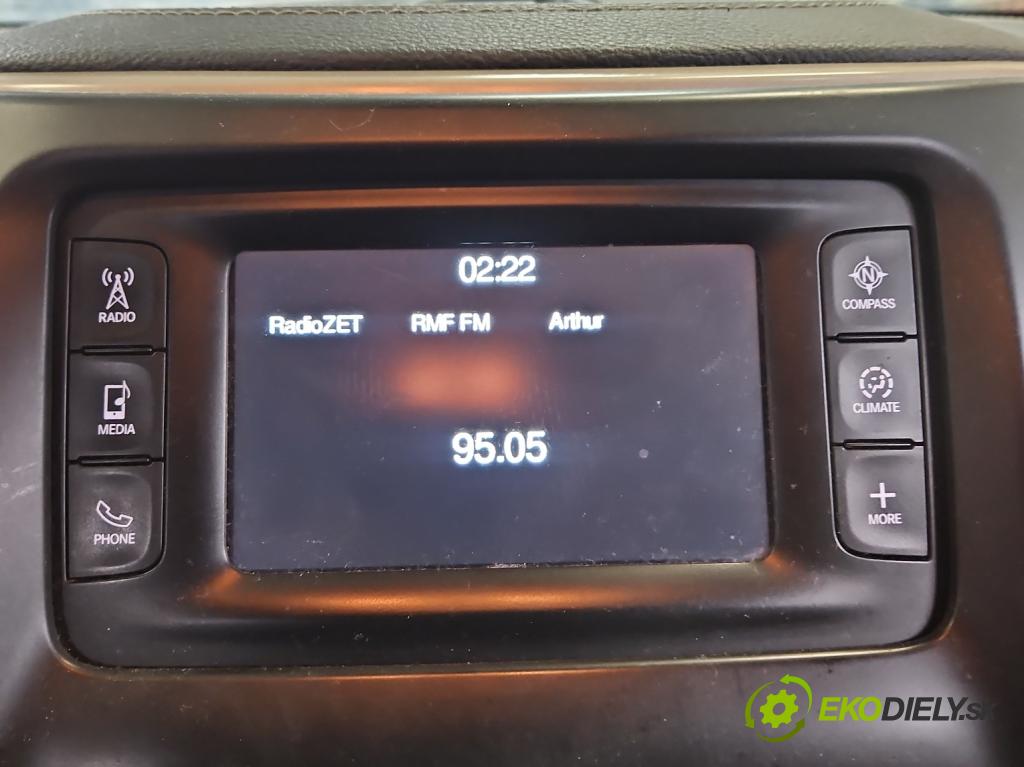 02:22
RadioZET RMF FM Arthur
95.05
RADIO
MEDIA
PHONE
N
COMPASS
CLIMATE
MORE
EKODIELY.sk